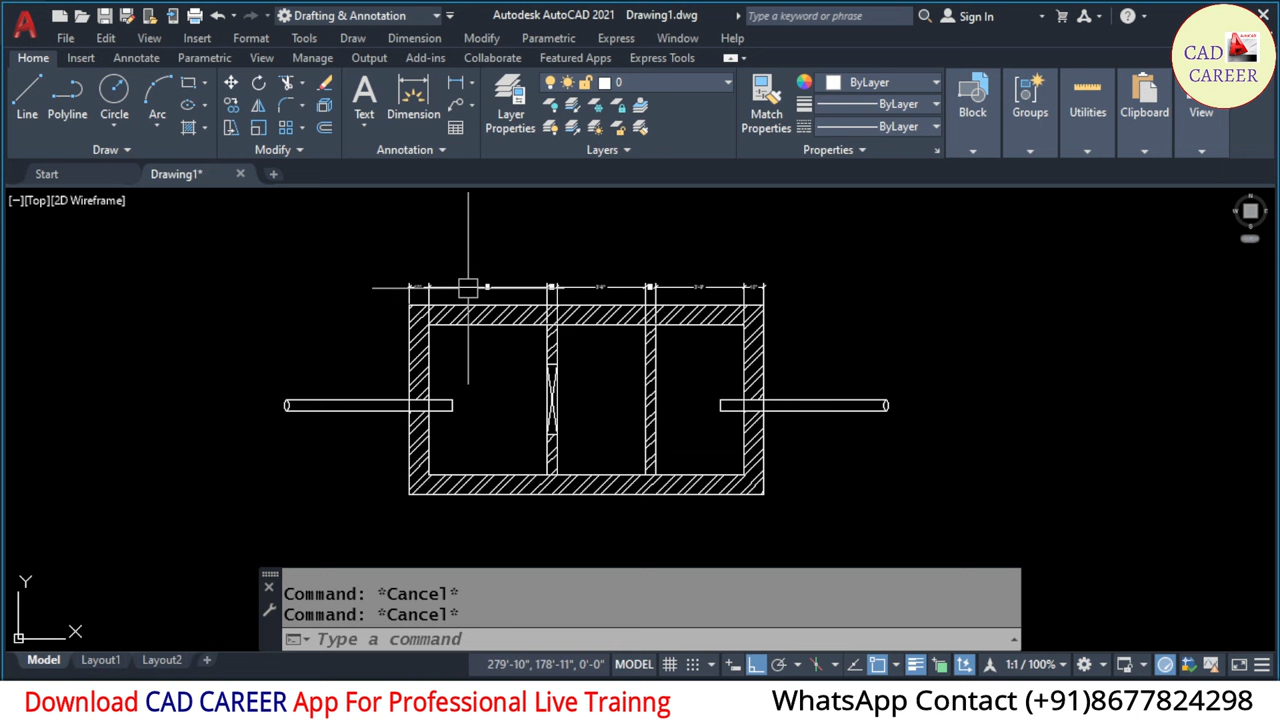 Drafting & Annotation
Autodesk AutoCAD 2021 Drawing1.dwg
Type a keyword or phrase
Sign In
File Edit View Insert Format Tools Draw Dimension Modify Parametric Express Window Help
Home Insert Annotate Parametric View Manage Output Add-ins Collaborate Featured Apps Express Tools
CAD
CAREER
0
ByLayer
ByLayer
ByLayer
Line Polyline Circle Arc
Text Dimension
Layer
Properties
Match
Properties
Block Groups Utilities Clipboard View
Draw Modify Annotation Layers Properties
Start Drawing1*
[−][Top][2D Wireframe]
N
W
E
S
Y
X
Command: *Cancel*
Command: *Cancel*
Type a command
Model Layout1 Layout2 +
279'-10", 178'-11", 0'-0" MODEL 1:1 / 100%
Download CAD CAREER App For Professional Live Trainng
WhatsApp Contact (+91)8677824298